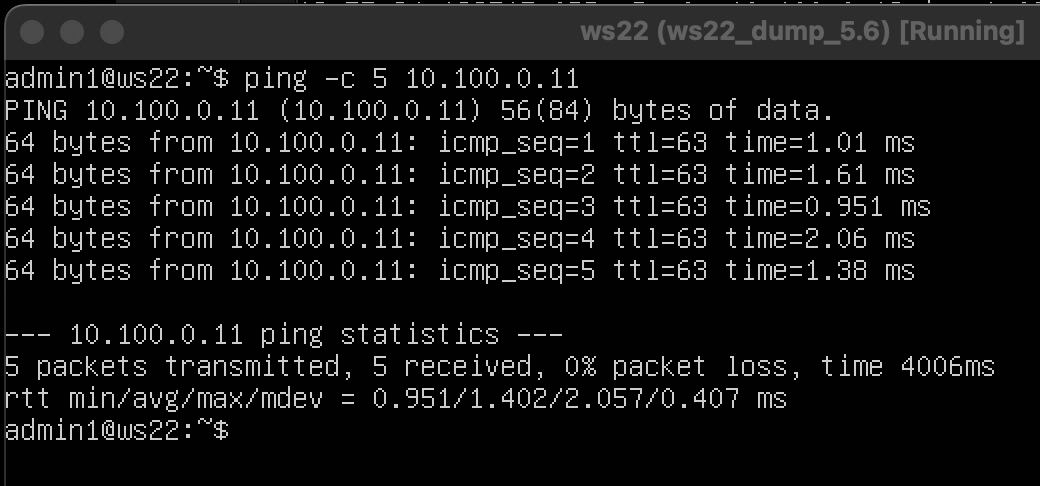 ws22 (ws22_dump_5.6) [Running]
admin1@ws22:~$ ping -c 5 10.100.0.11
PING 10.100.0.11 (10.100.0.11) 56(84) bytes of data.
64 bytes from 10.100.0.11: icmp_seq=1 ttl=63 time=1.01 ms
64 bytes from 10.100.0.11: icmp_seq=2 ttl=63 time=1.61 ms
64 bytes from 10.100.0.11: icmp_seq=3 ttl=63 time=0.951 ms
64 bytes from 10.100.0.11: icmp_seq=4 ttl=63 time=2.06 ms
64 bytes from 10.100.0.11: icmp_seq=5 ttl=63 time=1.38 ms
--- 10.100.0.11 ping statistics ---
5 packets transmitted, 5 received, 0% packet loss, time 4006ms
rtt min/avg/max/mdev = 0.951/1.402/2.057/0.407 ms
admin1@ws22:~$